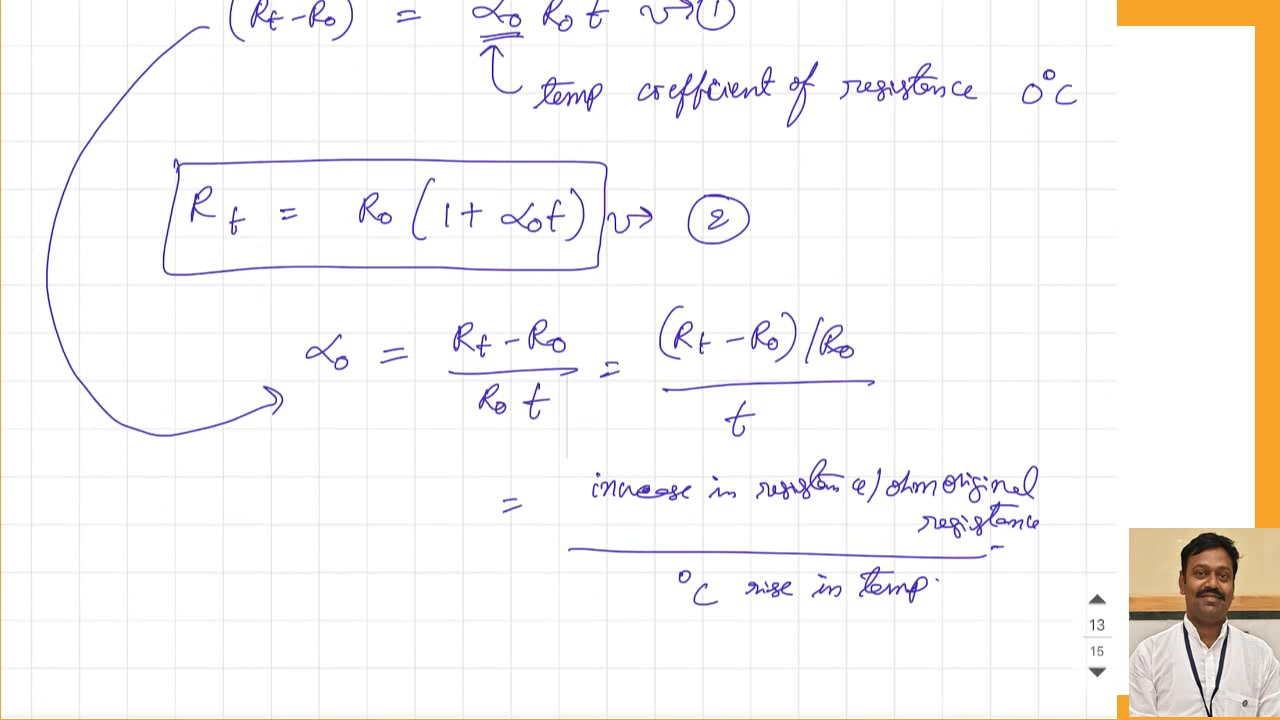 (Rt - R0) = α0 R0 t → ①
temp coefficient of resistance 0°C
Rt = R0 (1 + α0t) → ②
α0 = (Rt - R0) / (R0 t) = ((Rt - R0)/R0) / t
= increase in resistance/ohm original
resistance
°C rise in temp.
13
15